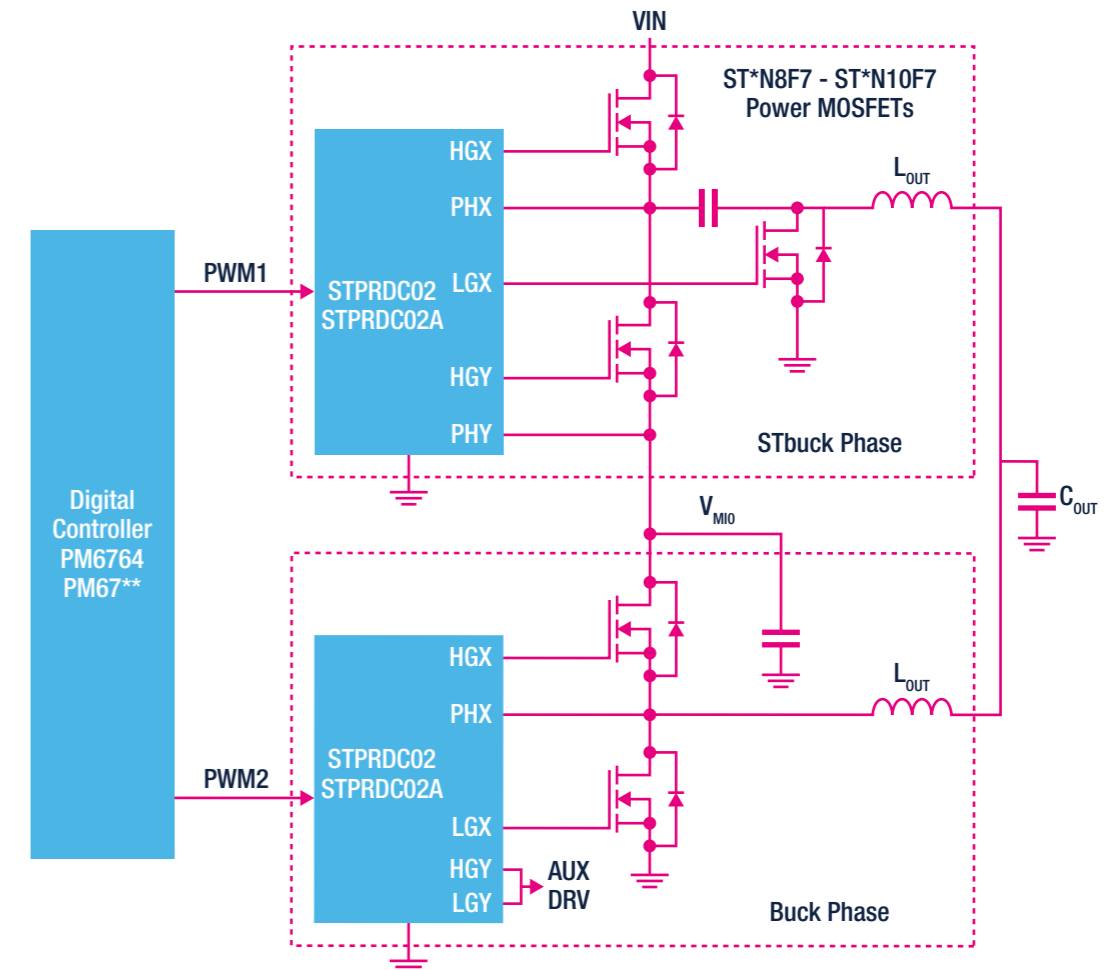 VIN
ST*N8F7 - ST*N10F7
Power MOSFETs
HGX
LOUT
PHX
PWM1
LGX
STPRDC02
STPRDC02A
HGY
PHY
STbuck Phase
Digital
Controller
PM6764
PM67**
VMIO
COUT
HGX
LOUT
PHX
STPRDC02
STPRDC02A
PWM2
LGX
HGY
LGY
AUX
DRV
Buck Phase